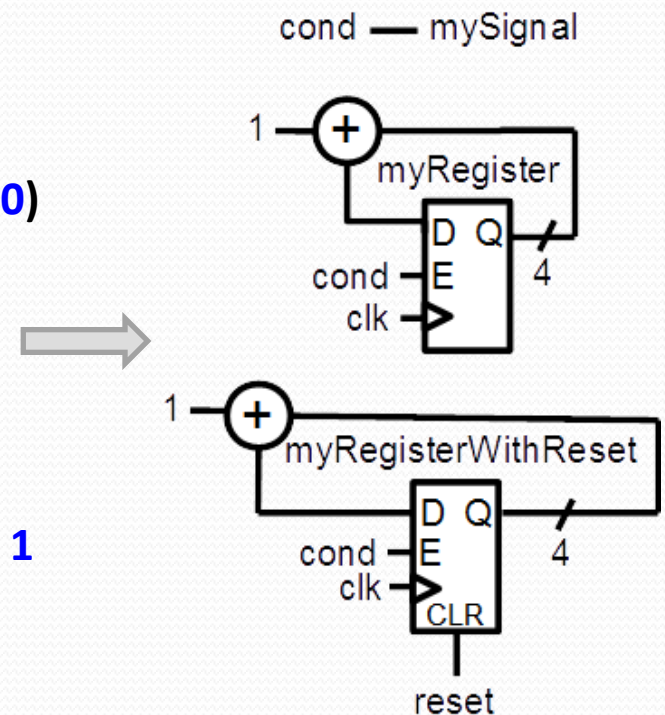 cond mySignal
1 +
myRegister
0)
D Q
4
cond E
clk
1 +
myRegisterWithReset
D Q
1
cond E
4
clk
CLR
reset